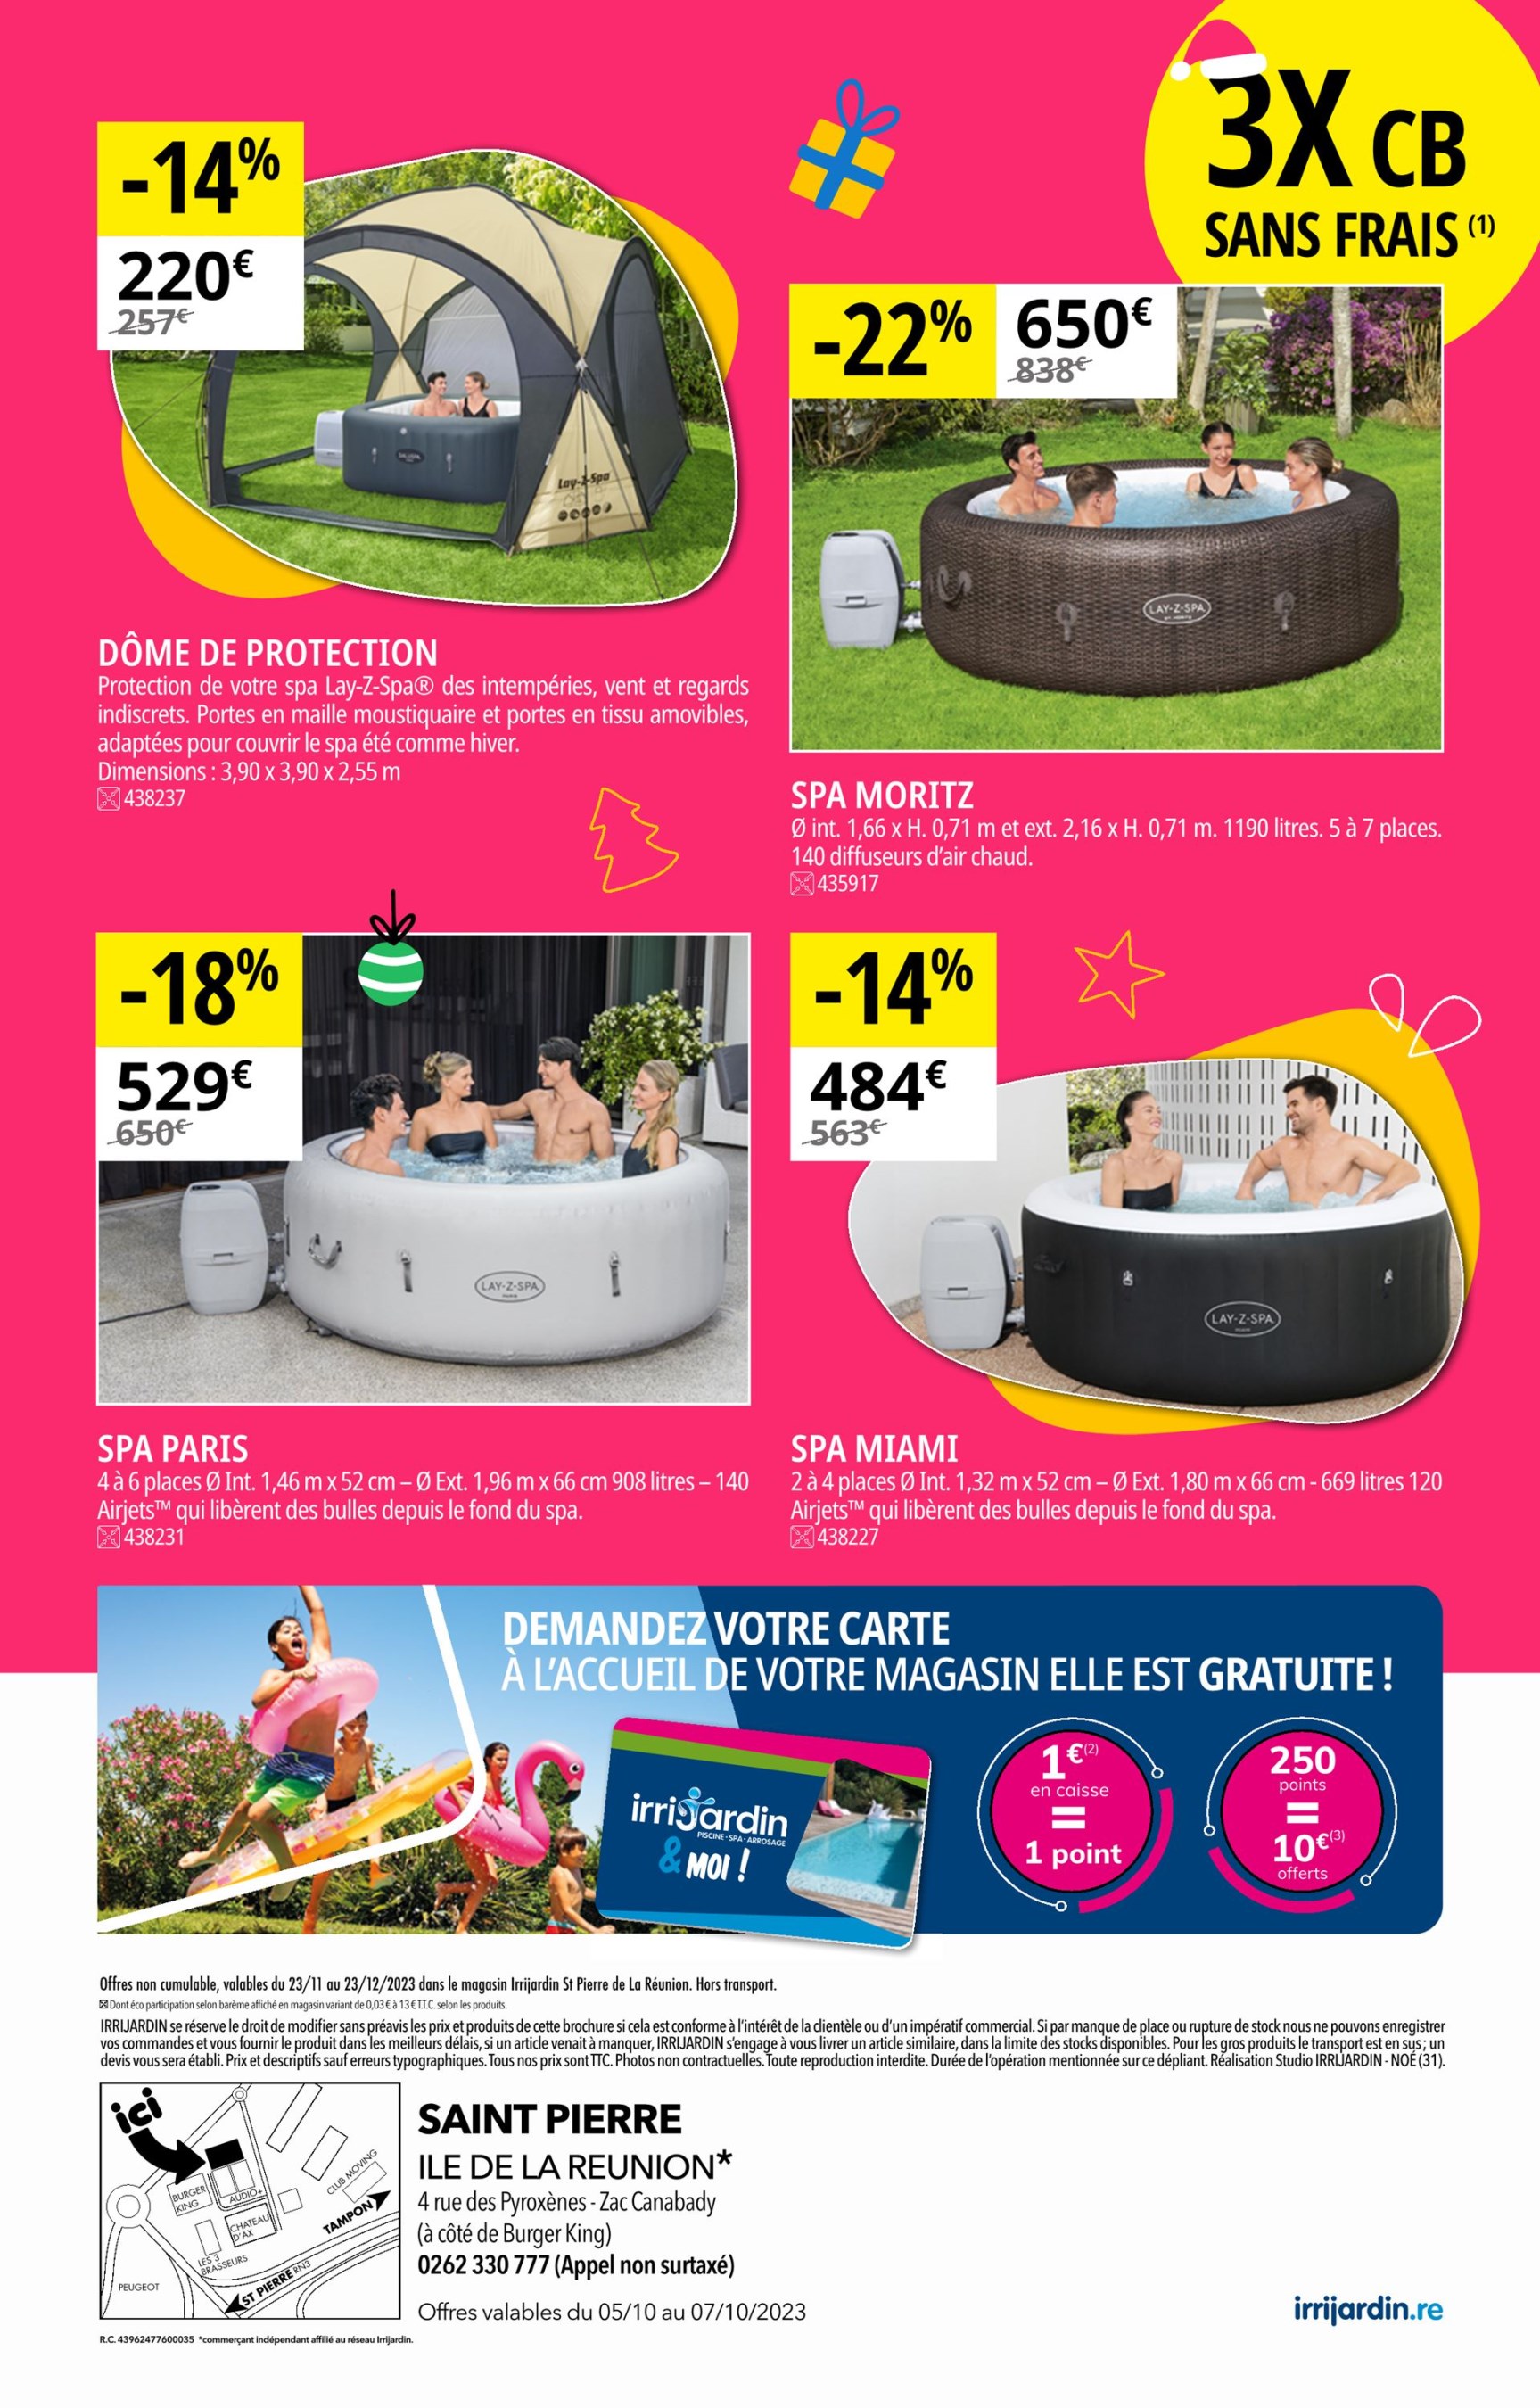 3X CB
SANS FRAIS (1)
-14%
220€
257€
Lay-Z-Spa
DÔME DE PROTECTION
Protection de votre spa Lay-Z-Spa® des intempéries, vent et regards
indiscrets. Portes en maille moustiquaire et portes en tissu amovibles,
adaptées pour couvrir le spa été comme hiver.
Dimensions : 3,90 x 3,90 x 2,55 m
438237
-22%
650€
838€
LAY-Z-SPA
SPA MORITZ
Ø int. 1,66 x H. 0,71 m et ext. 2,16 x H. 0,71 m. 1190 litres. 5 à 7 places.
140 diffuseurs d'air chaud.
435917
-18%
529€
650€
LAY-Z-SPA
PARIS
SPA PARIS
4 à 6 places Ø Int. 1,46 m x 52 cm – Ø Ext. 1,96 m x 66 cm 908 litres – 140
Airjets™ qui libèrent des bulles depuis le fond du spa.
438231
-14%
484€
563€
LAY-Z-SPA
SPA MIAMI
2 à 4 places Ø Int. 1,32 m x 52 cm – Ø Ext. 1,80 m x 66 cm - 669 litres 120
Airjets™ qui libèrent des bulles depuis le fond du spa.
438227
DEMANDEZ VOTRE CARTE
À L'ACCUEIL DE VOTRE MAGASIN ELLE EST GRATUITE !
irrijardin
PISCINE - SPA - ARROSAGE
& MOI !
1€(2)
en caisse
=
1 point
250
points
=
10€(3)
offerts
Offres non cumulable, valables du 23/11 au 23/12/2023 dans le magasin Irrijardin St Pierre de La Réunion. Hors transport.
Dont éco participation selon barème affiché en magasin variant de 0,03 € à 13 € T.T.C. selon les produits.
IRRIJARDIN se réserve le droit de modifier sans préavis les prix et produits de cette brochure si cela est conforme à l'intérêt de la clientèle ou d'un impératif commercial. Si par manque de place ou rupture de stock nous ne pouvons enregistrer
vos commandes et vous fournir le produit dans les meilleurs délais, si un article venait à manquer, IRRIJARDIN s'engage à vous livrer un article similaire, dans la limite des stocks disponibles. Pour les gros produits le transport est en sus ; un
devis vous sera établi. Prix et descriptifs sauf erreurs typographiques. Tous nos prix sont TTC. Photos non contractuelles. Toute reproduction interdite. Durée de l'opération mentionnée sur ce dépliant. Réalisation Studio IRRIJARDIN - NOÉ (31).
ici
BURGER
KING
AUDIO+
CHATEAU
D'AX
CLUB MOVING
TAMPON
LES 3
BRASSEURS
PEUGEOT
ST PIERRE RN3
SAINT PIERRE
ILE DE LA REUNION*
4 rue des Pyroxènes - Zac Canabady
(à côté de Burger King)
0262 330 777 (Appel non surtaxé)
Offres valables du 05/10 au 07/10/2023
irrijardin.re
R.C. 43962477600035 *commerçant indépendant affilié au réseau Irrijardin.